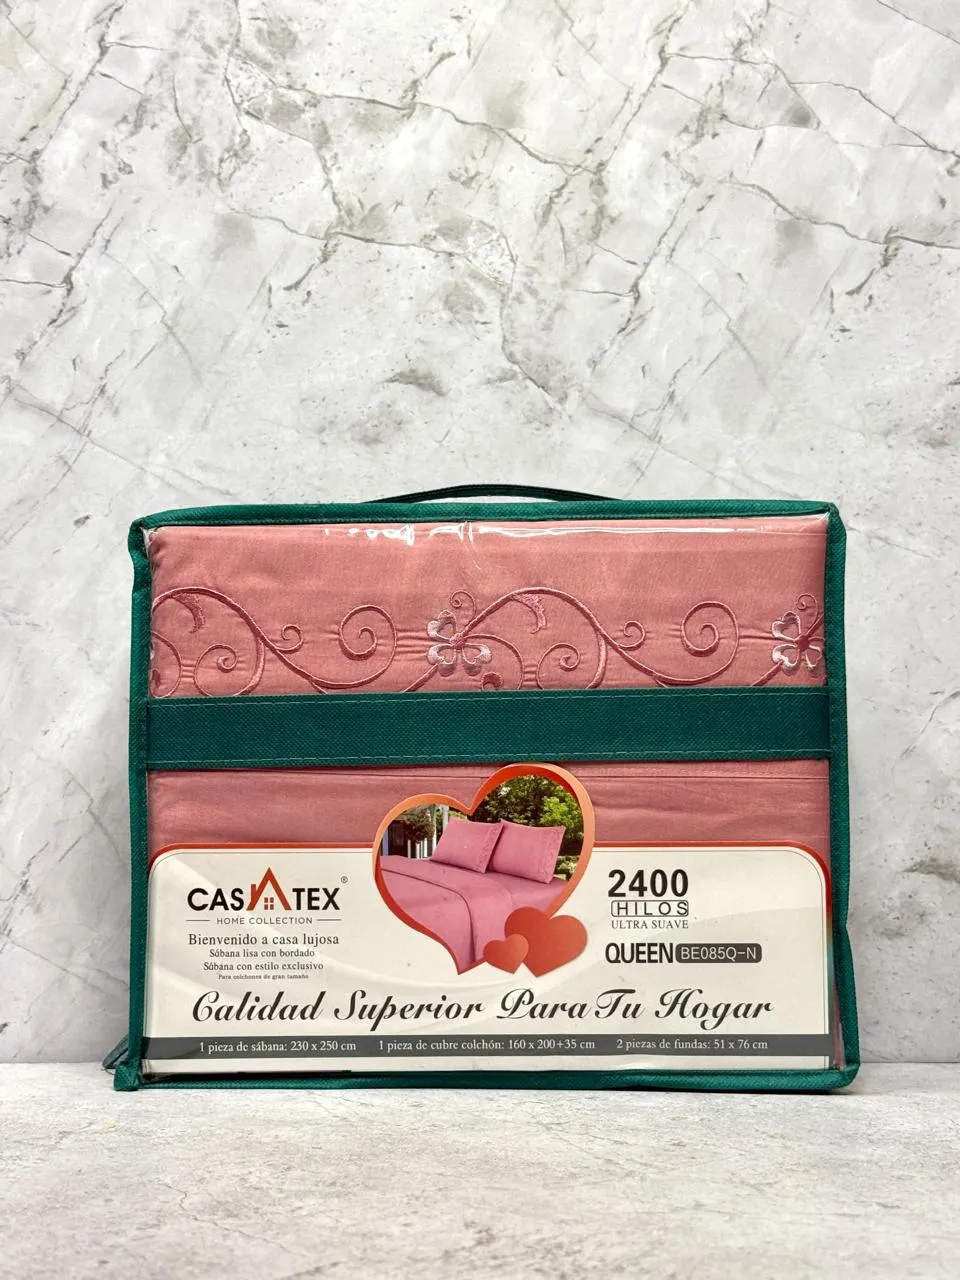 CASATEX®
HOME COLLECTION
Bienvenido a casa lujosa
Sábana lisa con bordado
Sábana con estilo exclusivo
Para colchones de gran tamaño
2400
HILOS
ULTRA SUAVE
QUEEN BE085Q-N
Calidad Superior Para Tu Hogar
1 pieza de sábana: 230 x 250 cm 1 pieza de cubre colchón: 160 x 200+35 cm 2 piezas de fundas: 51 x 76 cm